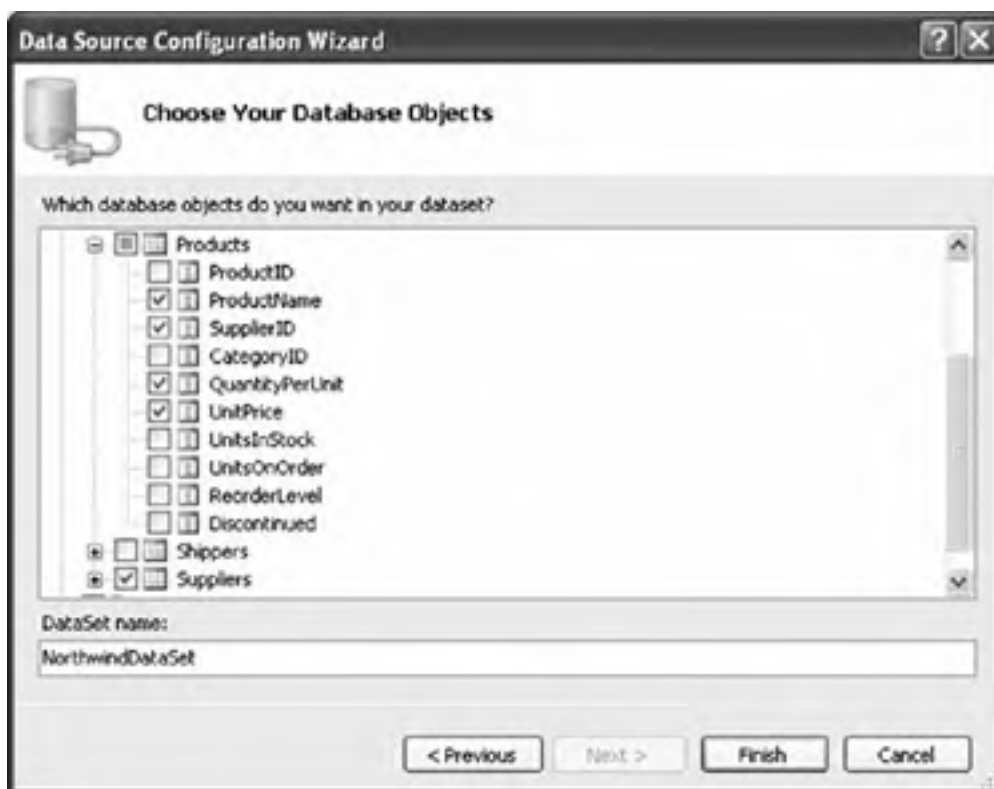 Data Source Configuration Wizard
Choose Your Database Objects
Which database objects do you want in your dataset?
Products
ProductID
ProductName
SupplierID
CategoryID
QuantityPerUnit
UnitPrice
UnitsInStock
UnitsOnOrder
ReorderLevel
Discontinued
Shippers
Suppliers
DataSet name:
NorthwindDataSet
< Previous
Next >
Finish
Cancel